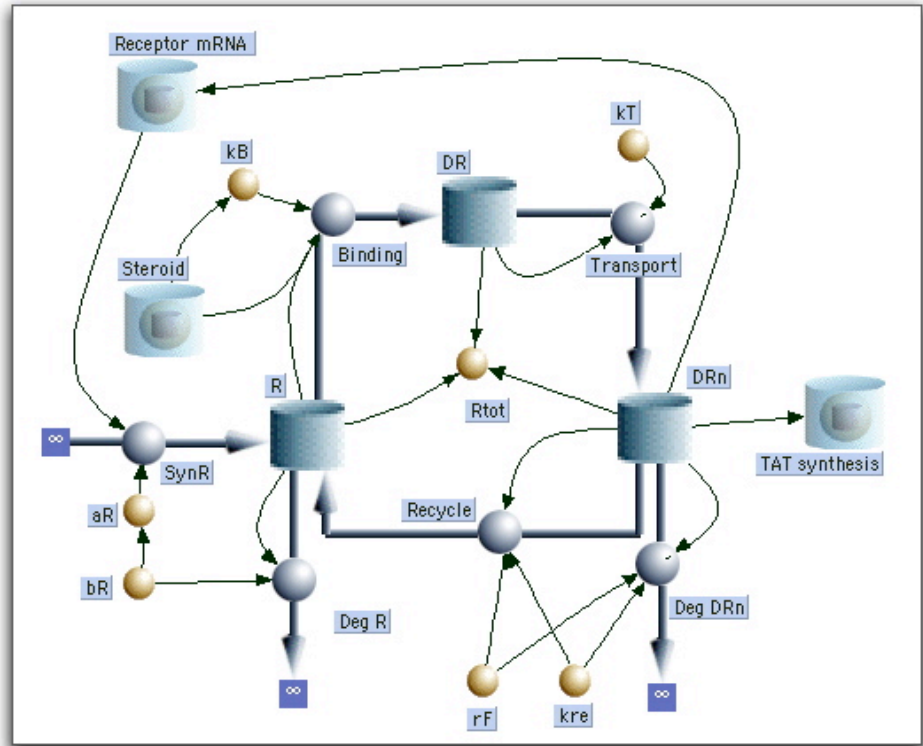 Receptor mRNA
kT
kB
DR
Binding
Transport
Steroid
R
DRn
Rtot
∞
SynR
TAT synthesis
aR
Recycle
bR
Deg R
Deg DRn
∞
∞
rF
kre